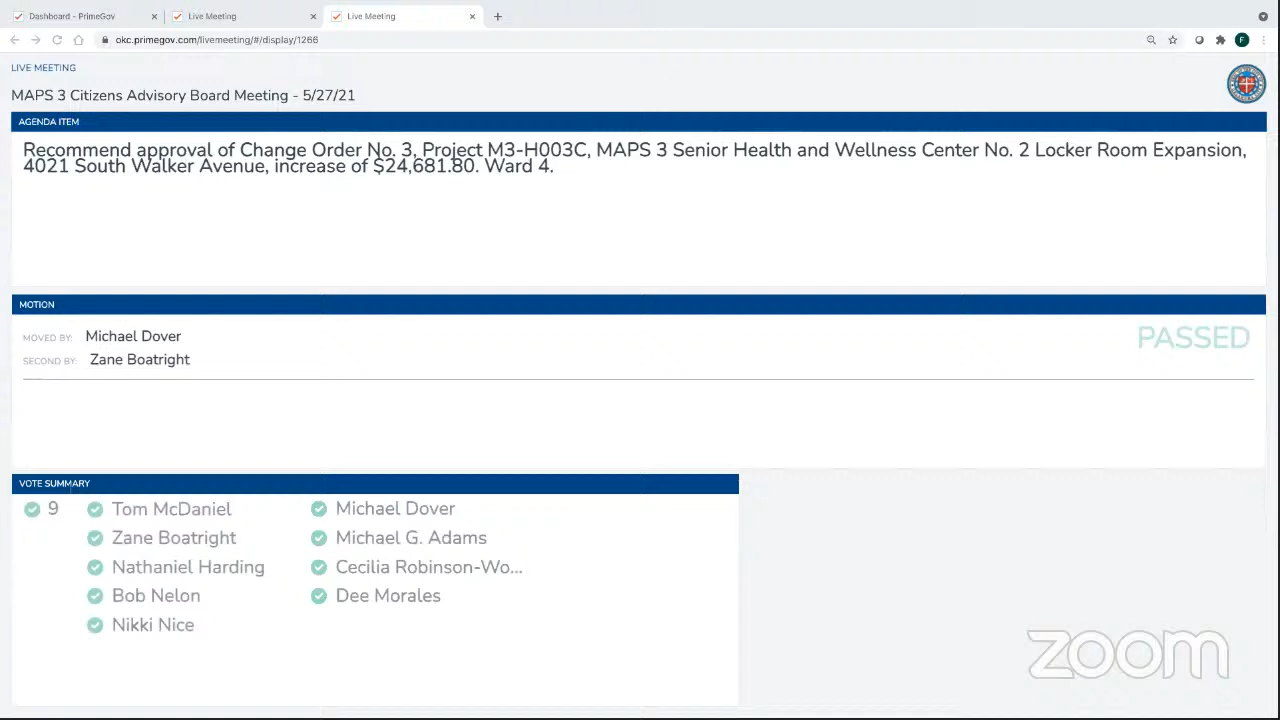 Dashboard - PrimeGov
Live Meeting
Live Meeting
okc.primegov.com/livemeeting/#/display/1266
F
LIVE MEETING
MAPS 3 Citizens Advisory Board Meeting - 5/27/21
AGENDA ITEM
Recommend approval of Change Order No. 3, Project M3-H003C, MAPS 3 Senior Health and Wellness Center No. 2 Locker Room Expansion,
4021 South Walker Avenue, increase of $24,681.80. Ward 4.
MOTION
MOVED BY: Michael Dover
PASSED
SECOND BY: Zane Boatright
VOTE SUMMARY
9
Tom McDaniel
Zane Boatright
Nathaniel Harding
Bob Nelon
Nikki Nice
Michael Dover
Michael G. Adams
Cecilia Robinson-Wo...
Dee Morales
zoom